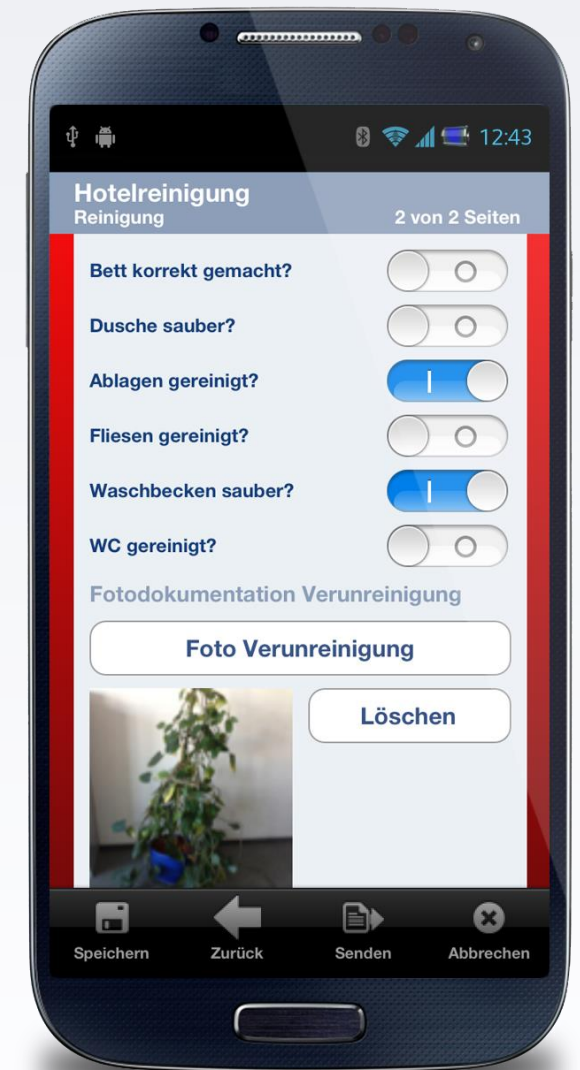 12:43
Hotelreinigung
Reinigung 2 von 2 Seiten
Bett korrekt gemacht?
Dusche sauber?
Ablagen gereinigt?
Fliesen gereinigt?
Waschbecken sauber?
WC gereinigt?
Fotodokumentation Verunreinigung
Foto Verunreinigung
Löschen
Speichern Zurück Senden Abbrechen